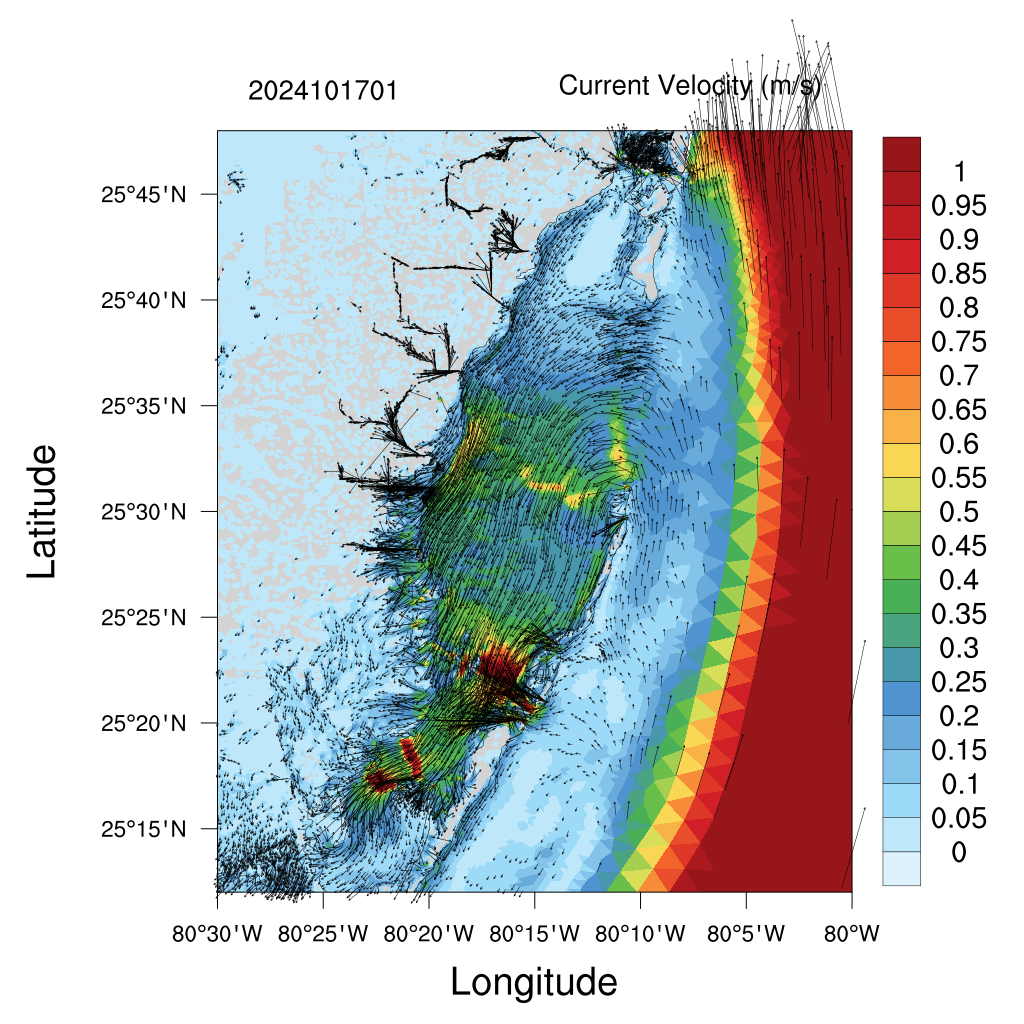 2024101701
Current Velocity (m/s)
25°45'N
25°40'N
25°35'N
25°30'N
25°25'N
25°20'N
25°15'N
Latitude
80°30'W 80°25'W 80°20'W 80°15'W 80°10'W 80°5'W 80°W
Longitude
1
0.95
0.9
0.85
0.8
0.75
0.7
0.65
0.6
0.55
0.5
0.45
0.4
0.35
0.3
0.25
0.2
0.15
0.1
0.05
0